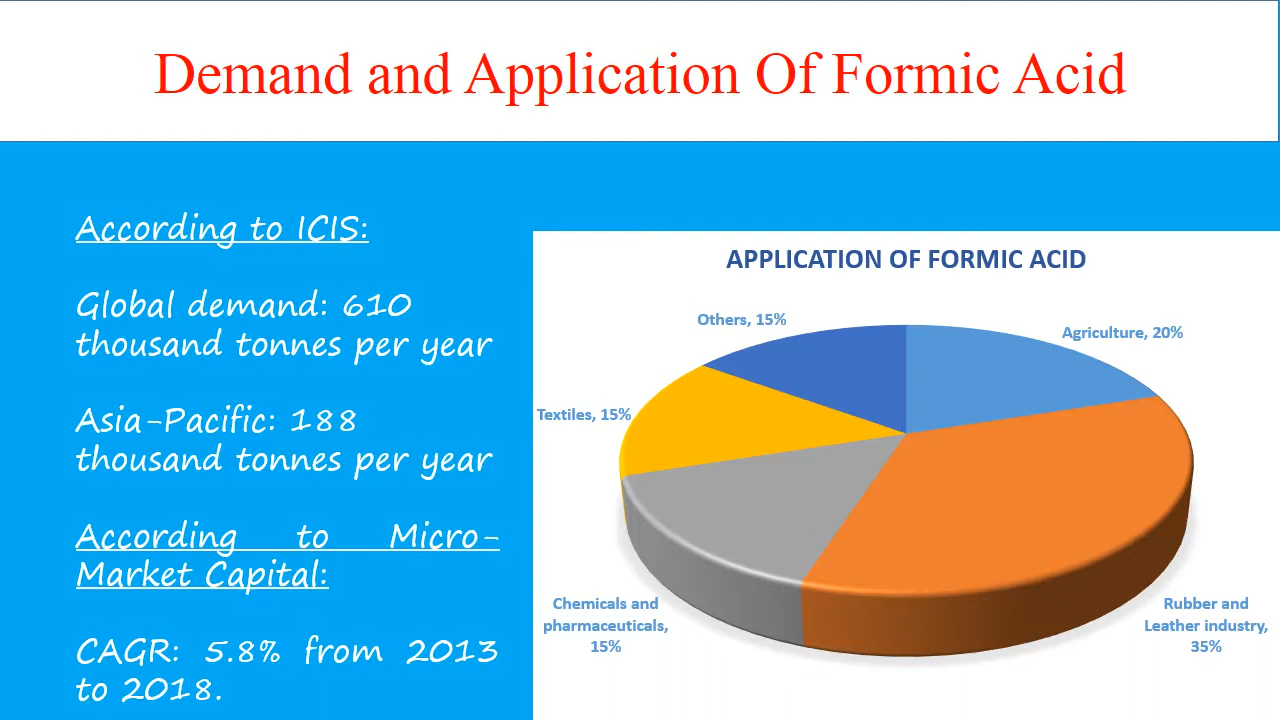 Demand and Application Of Formic Acid
According to ICIS:
Global demand: 610
thousand tonnes per year
Asia-Pacific: 188
thousand tonnes per year
According to Micro-
Market Capital:
CAGR: 5.8% from 2013
to 2018.
APPLICATION OF FORMIC ACID
Others, 15%
Agriculture, 20%
Textiles, 15%
Chemicals and
pharmaceuticals,
15%
Rubber and
Leather industry,
35%